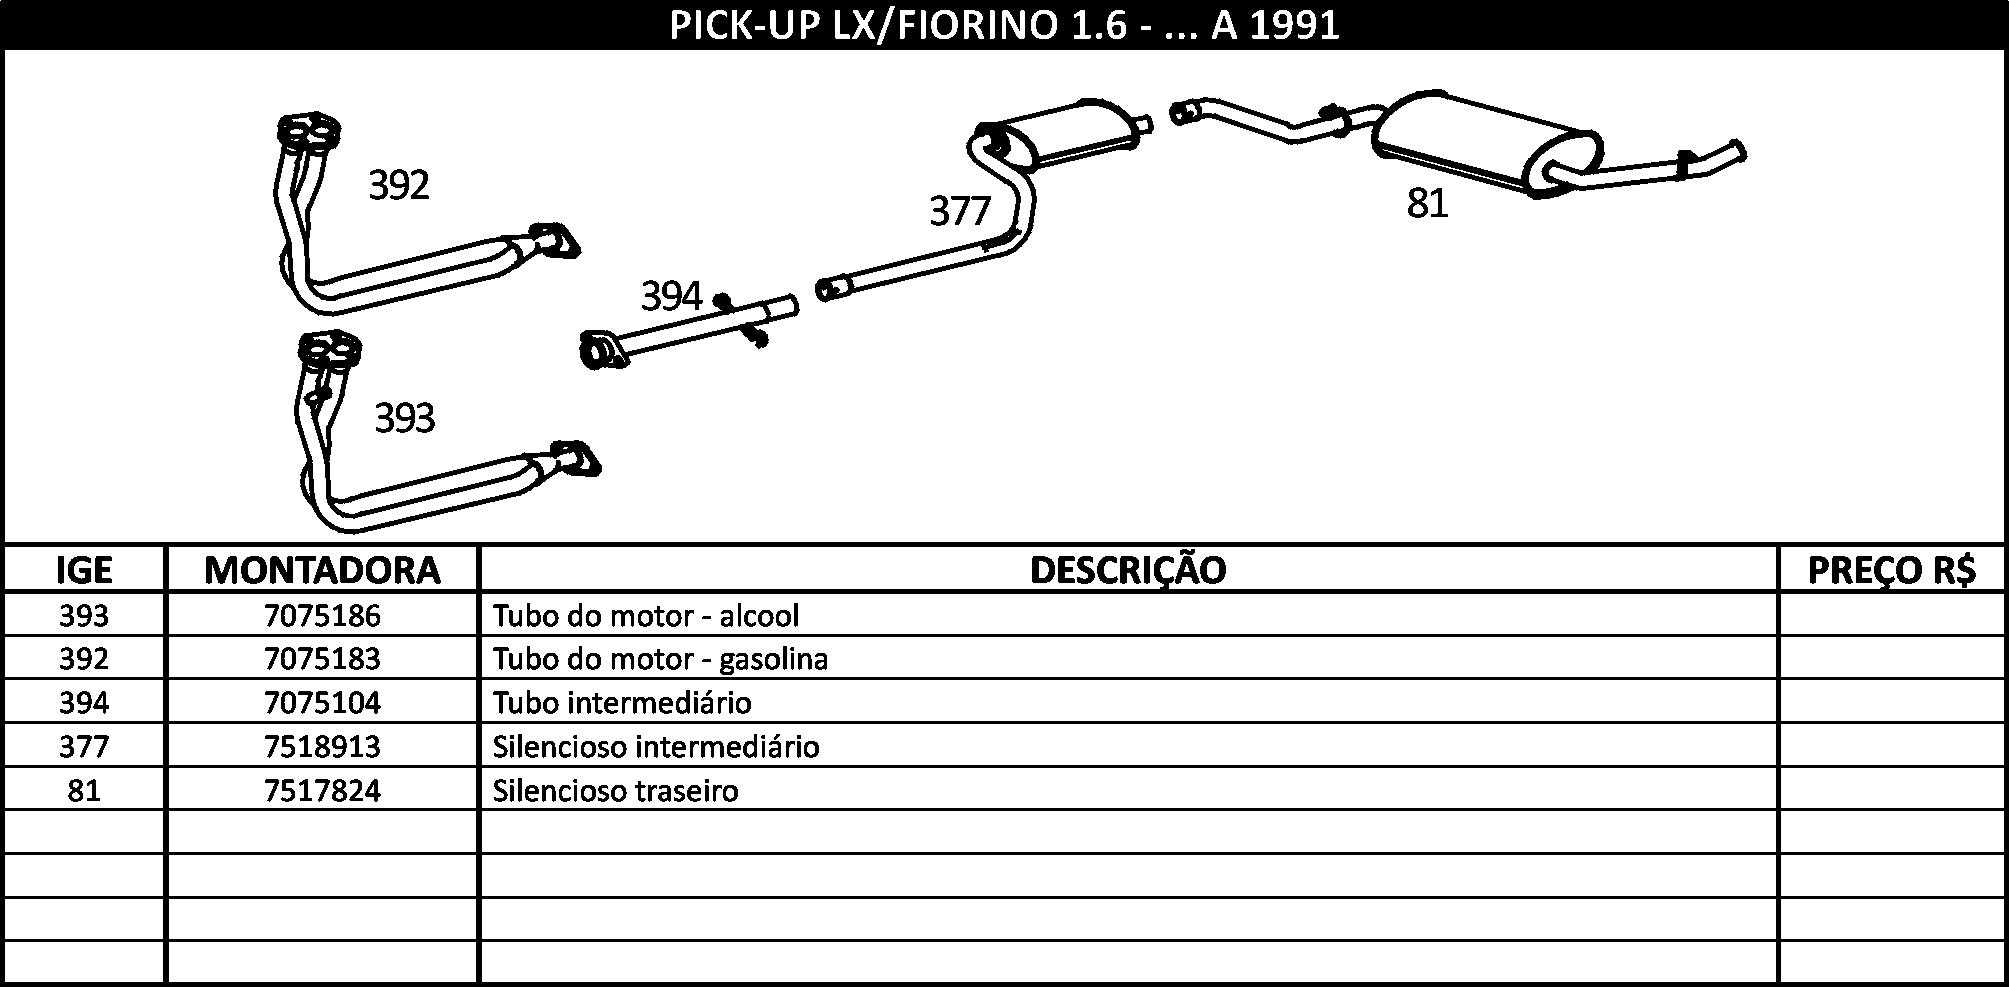 PICK-UP LX/FIORINO 1.6 - ... A 1991
392
377
81
394
393
IGE MONTADORA DESCRIÇÃO PREÇO R$
393 7075186 Tubo do motor - alcool
392 7075183 Tubo do motor - gasolina
394 7075104 Tubo intermediário
377 7518913 Silencioso intermediário
81 7517824 Silencioso traseiro